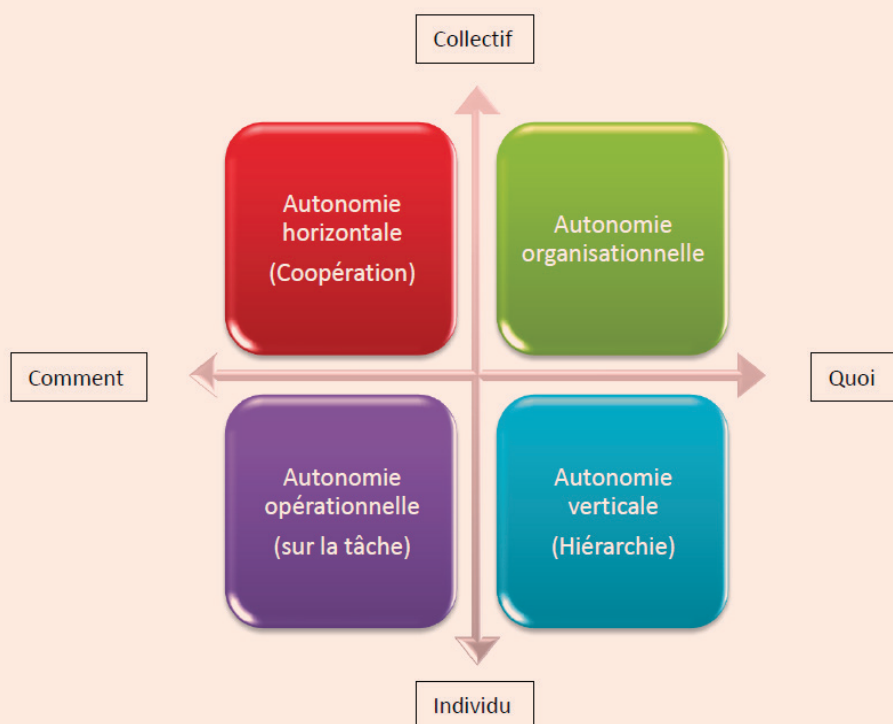 Collectif
Autonomie
horizontale
(Coopération)
Autonomie
organisationnelle
Comment
Quoi
Autonomie
opérationnelle
(sur la tâche)
Autonomie
verticale
(Hiérarchie)
Individu